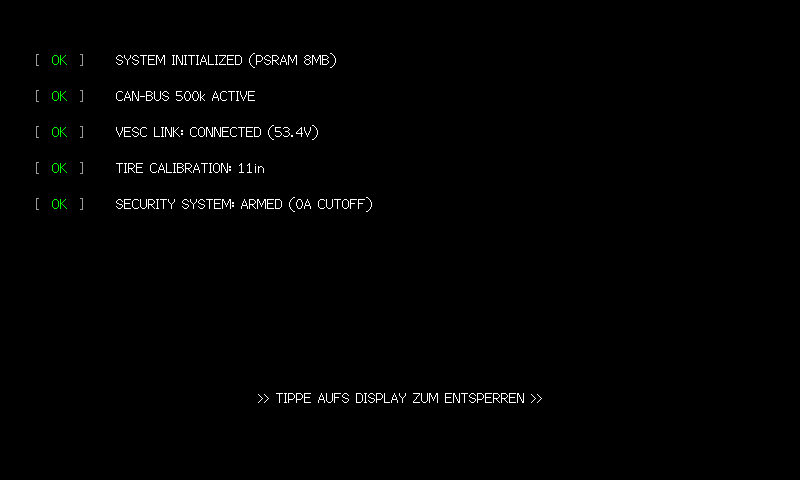 [ OK ] SYSTEM INITIALIZED (PSRAM 8MB)
[ OK ] CAN-BUS 500k ACTIVE
[ OK ] VESC LINK: CONNECTED (53.4V)
[ OK ] TIRE CALIBRATION: 11in
[ OK ] SECURITY SYSTEM: ARMED (0A CUTOFF)
>> TIPPE AUFS DISPLAY ZUM ENTSPERREN >>